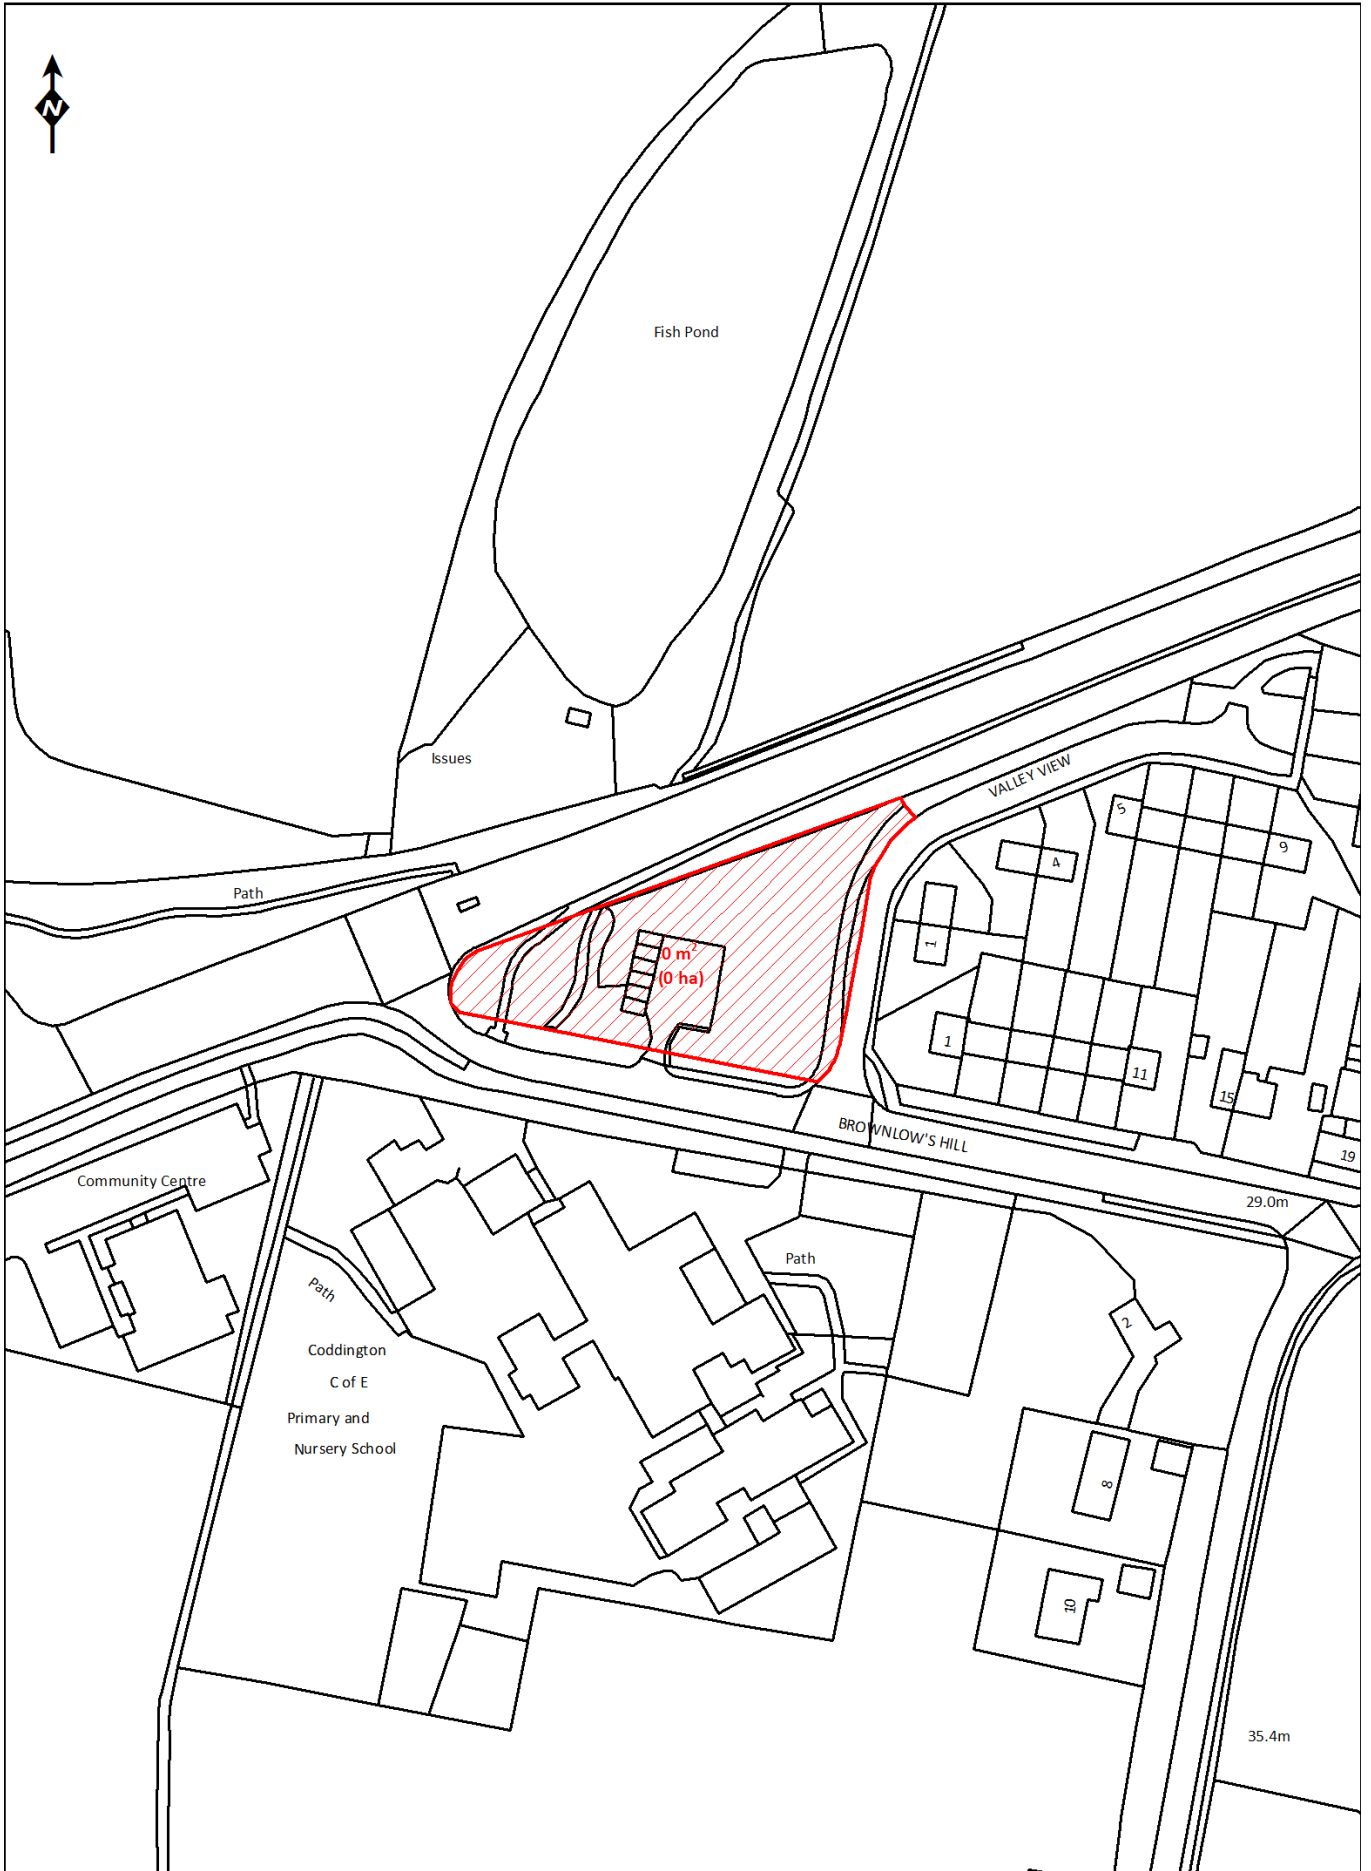 N
Fish Pond
Issues
VALLEY VIEW
5
9
4
Path
1
0 m²
(0 ha)
1
11
15
BROWNLOW'S HILL
19
Community Centre
29.0m
Path
Path
2
Coddington
C of E
Primary and
Nursery School
8
10
35.4m